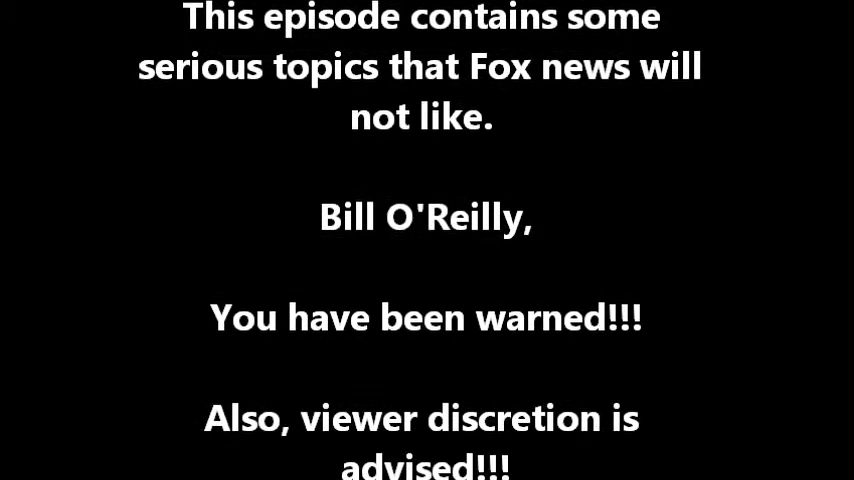 This episode contains some
serious topics that Fox news will
not like.
Bill O'Reilly,
You have been warned!!!
Also, viewer discretion is
advised!!!